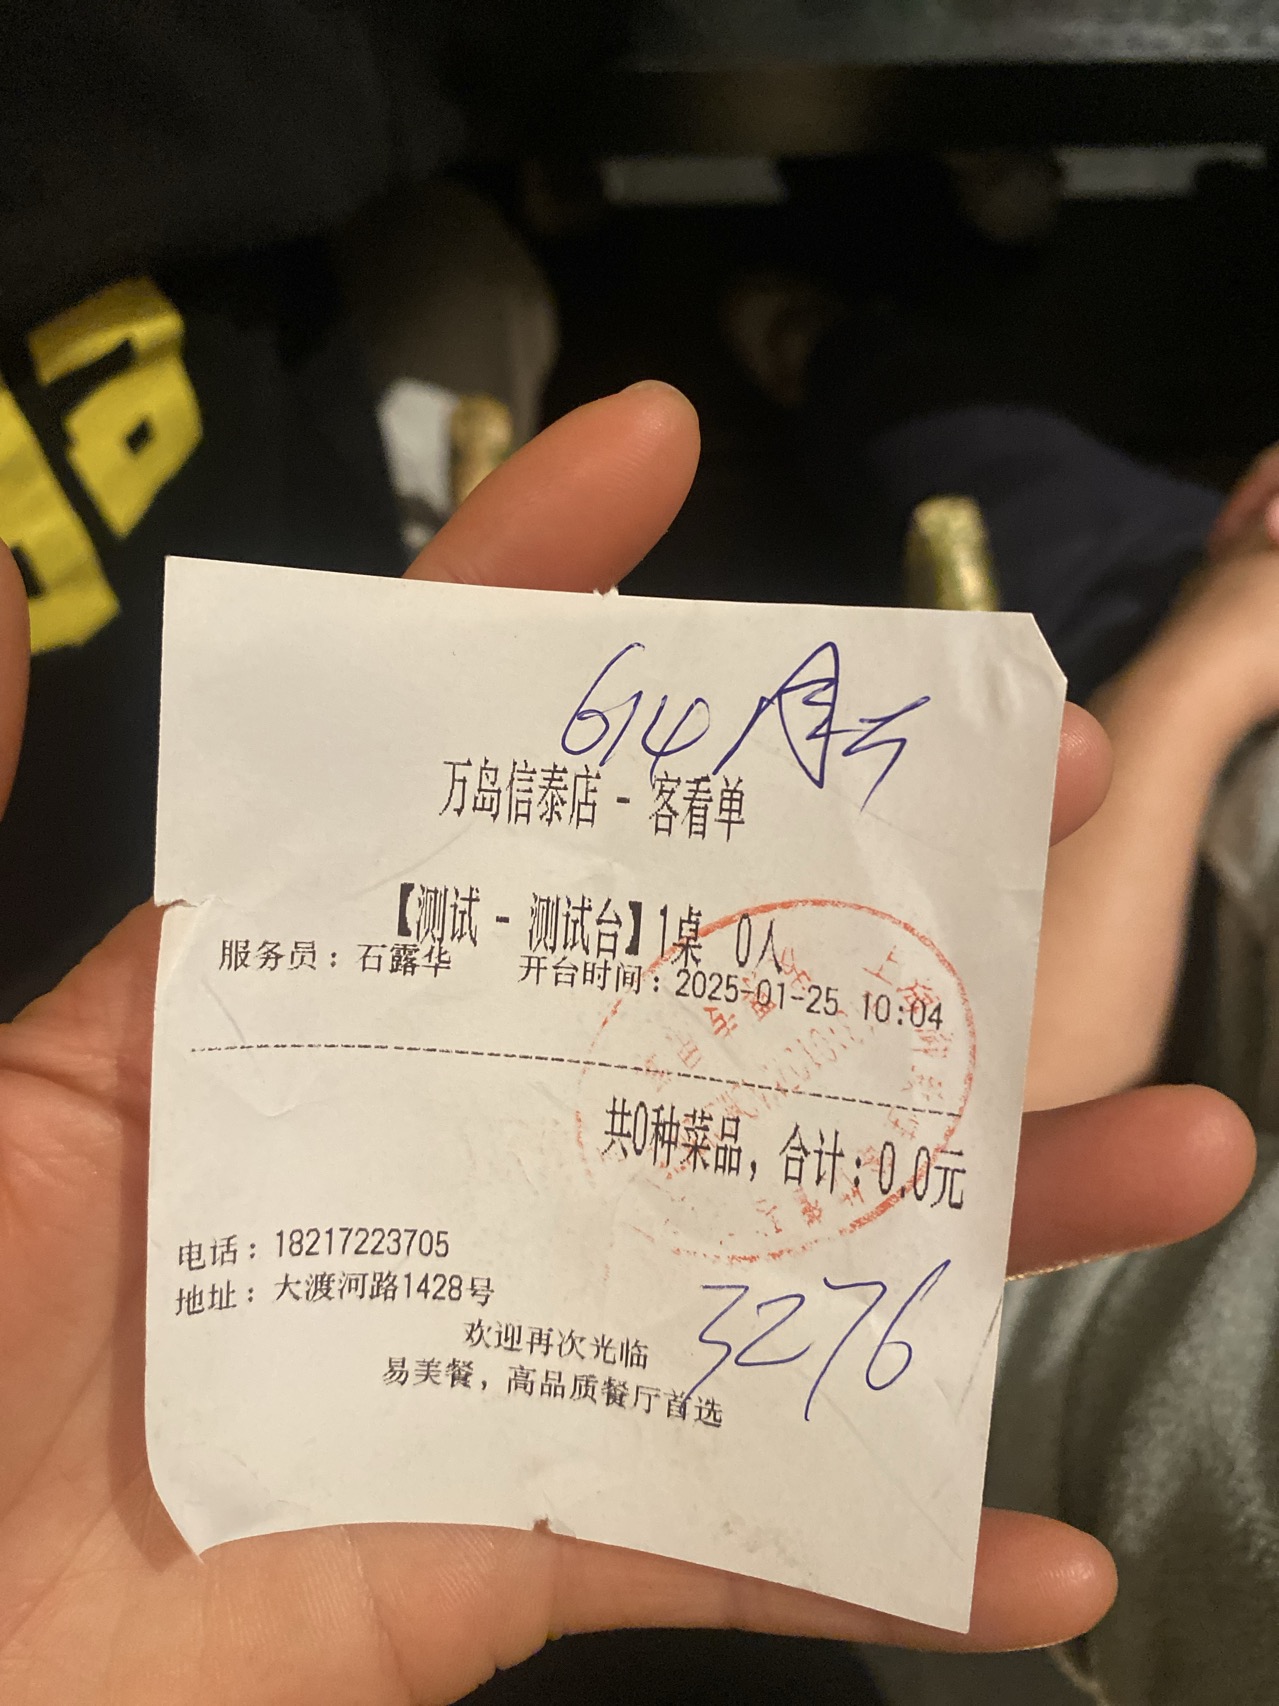 614
万岛信泰店 - 客看单
【测试 - 测试台】1桌 0人
服务员：石露华 开台时间：2025-01-25 10:04
共0种菜品，合计：0.0元
电话：18217223705
地址：大渡河路1428号
3276
欢迎再次光临
易美餐，高品质餐厅首选